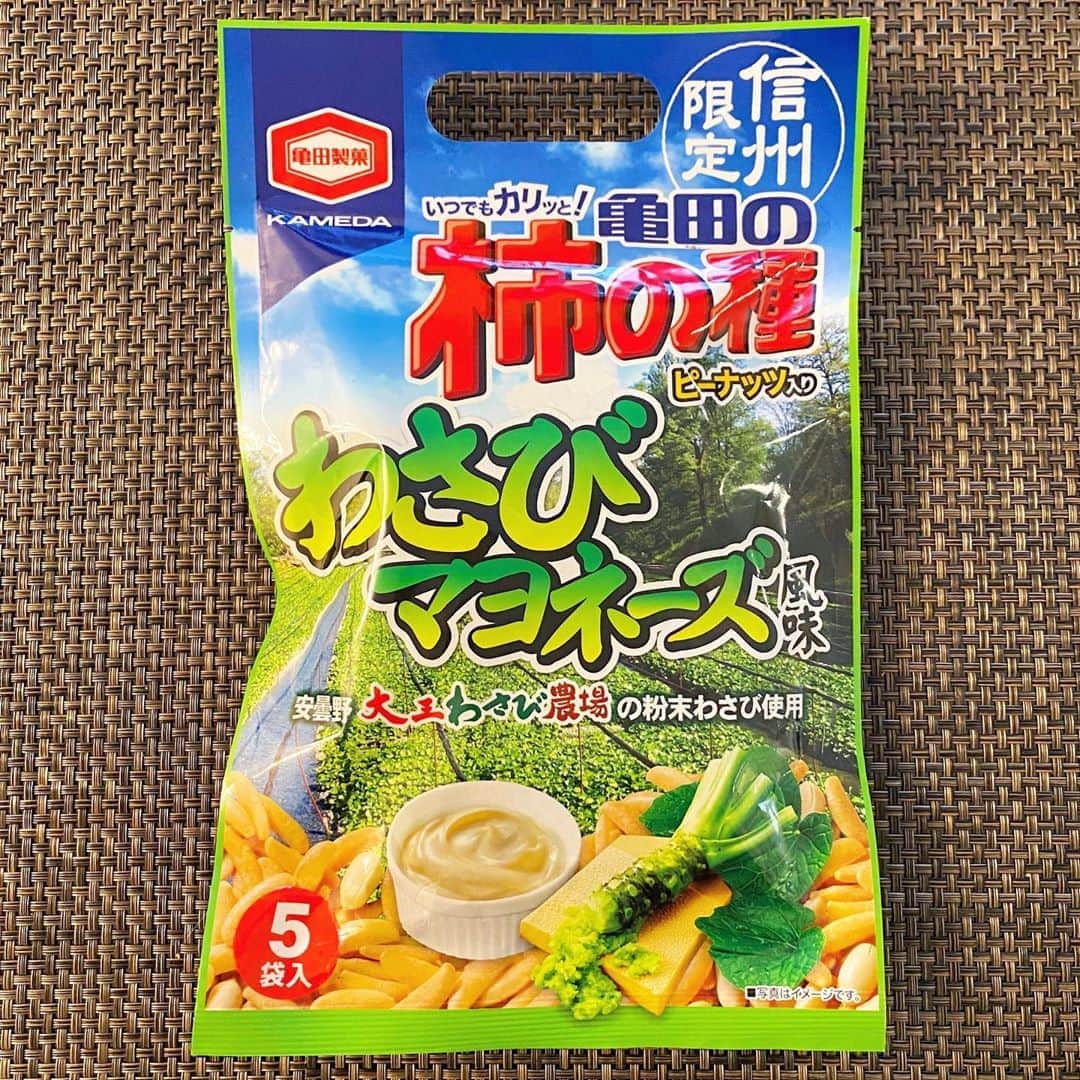 亀田製菓
KAMEDA
信州
限定
いつでもカリッと!
亀田の
柿の種
ピーナッツ入り
わさび
マヨネーズ風味
安曇野 大王わさび農場の粉末わさび使用
5
袋入
■写真はイメージです。